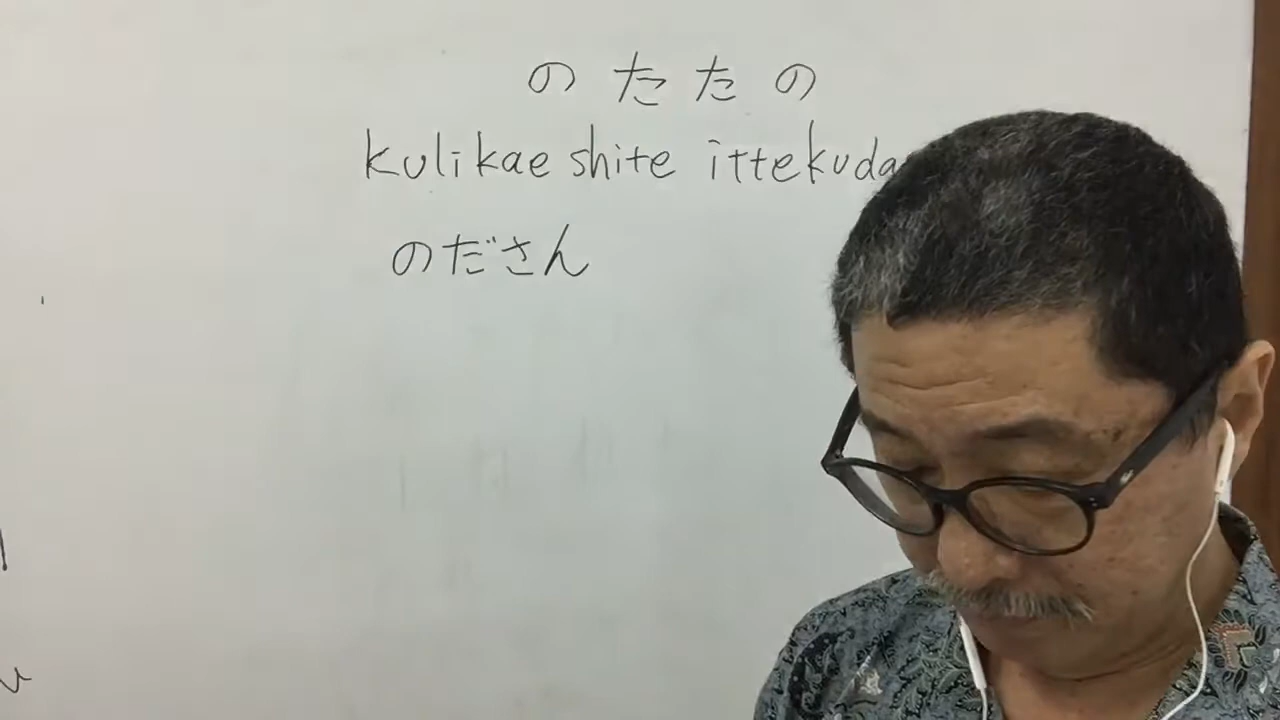 の た た の
kulikae shite ittekuda
のださん